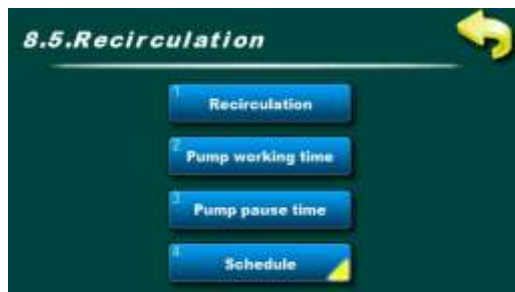 8.5.Recirculation
1 Recirculation
2 Pump working time
3 Pump pause time
4 Schedule